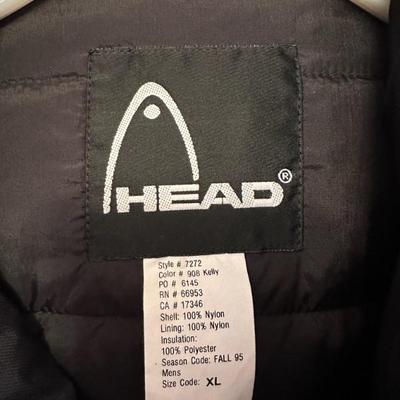 HEAD®
Style # 7272
Color # 908 Kelly
PO # 6145
RN # 66953
CA # 17346
Shell: 100% Nylon
Lining: 100% Nylon
Insulation:
100% Polyester
Season Code: FALL 95
Mens
Size Code: XL